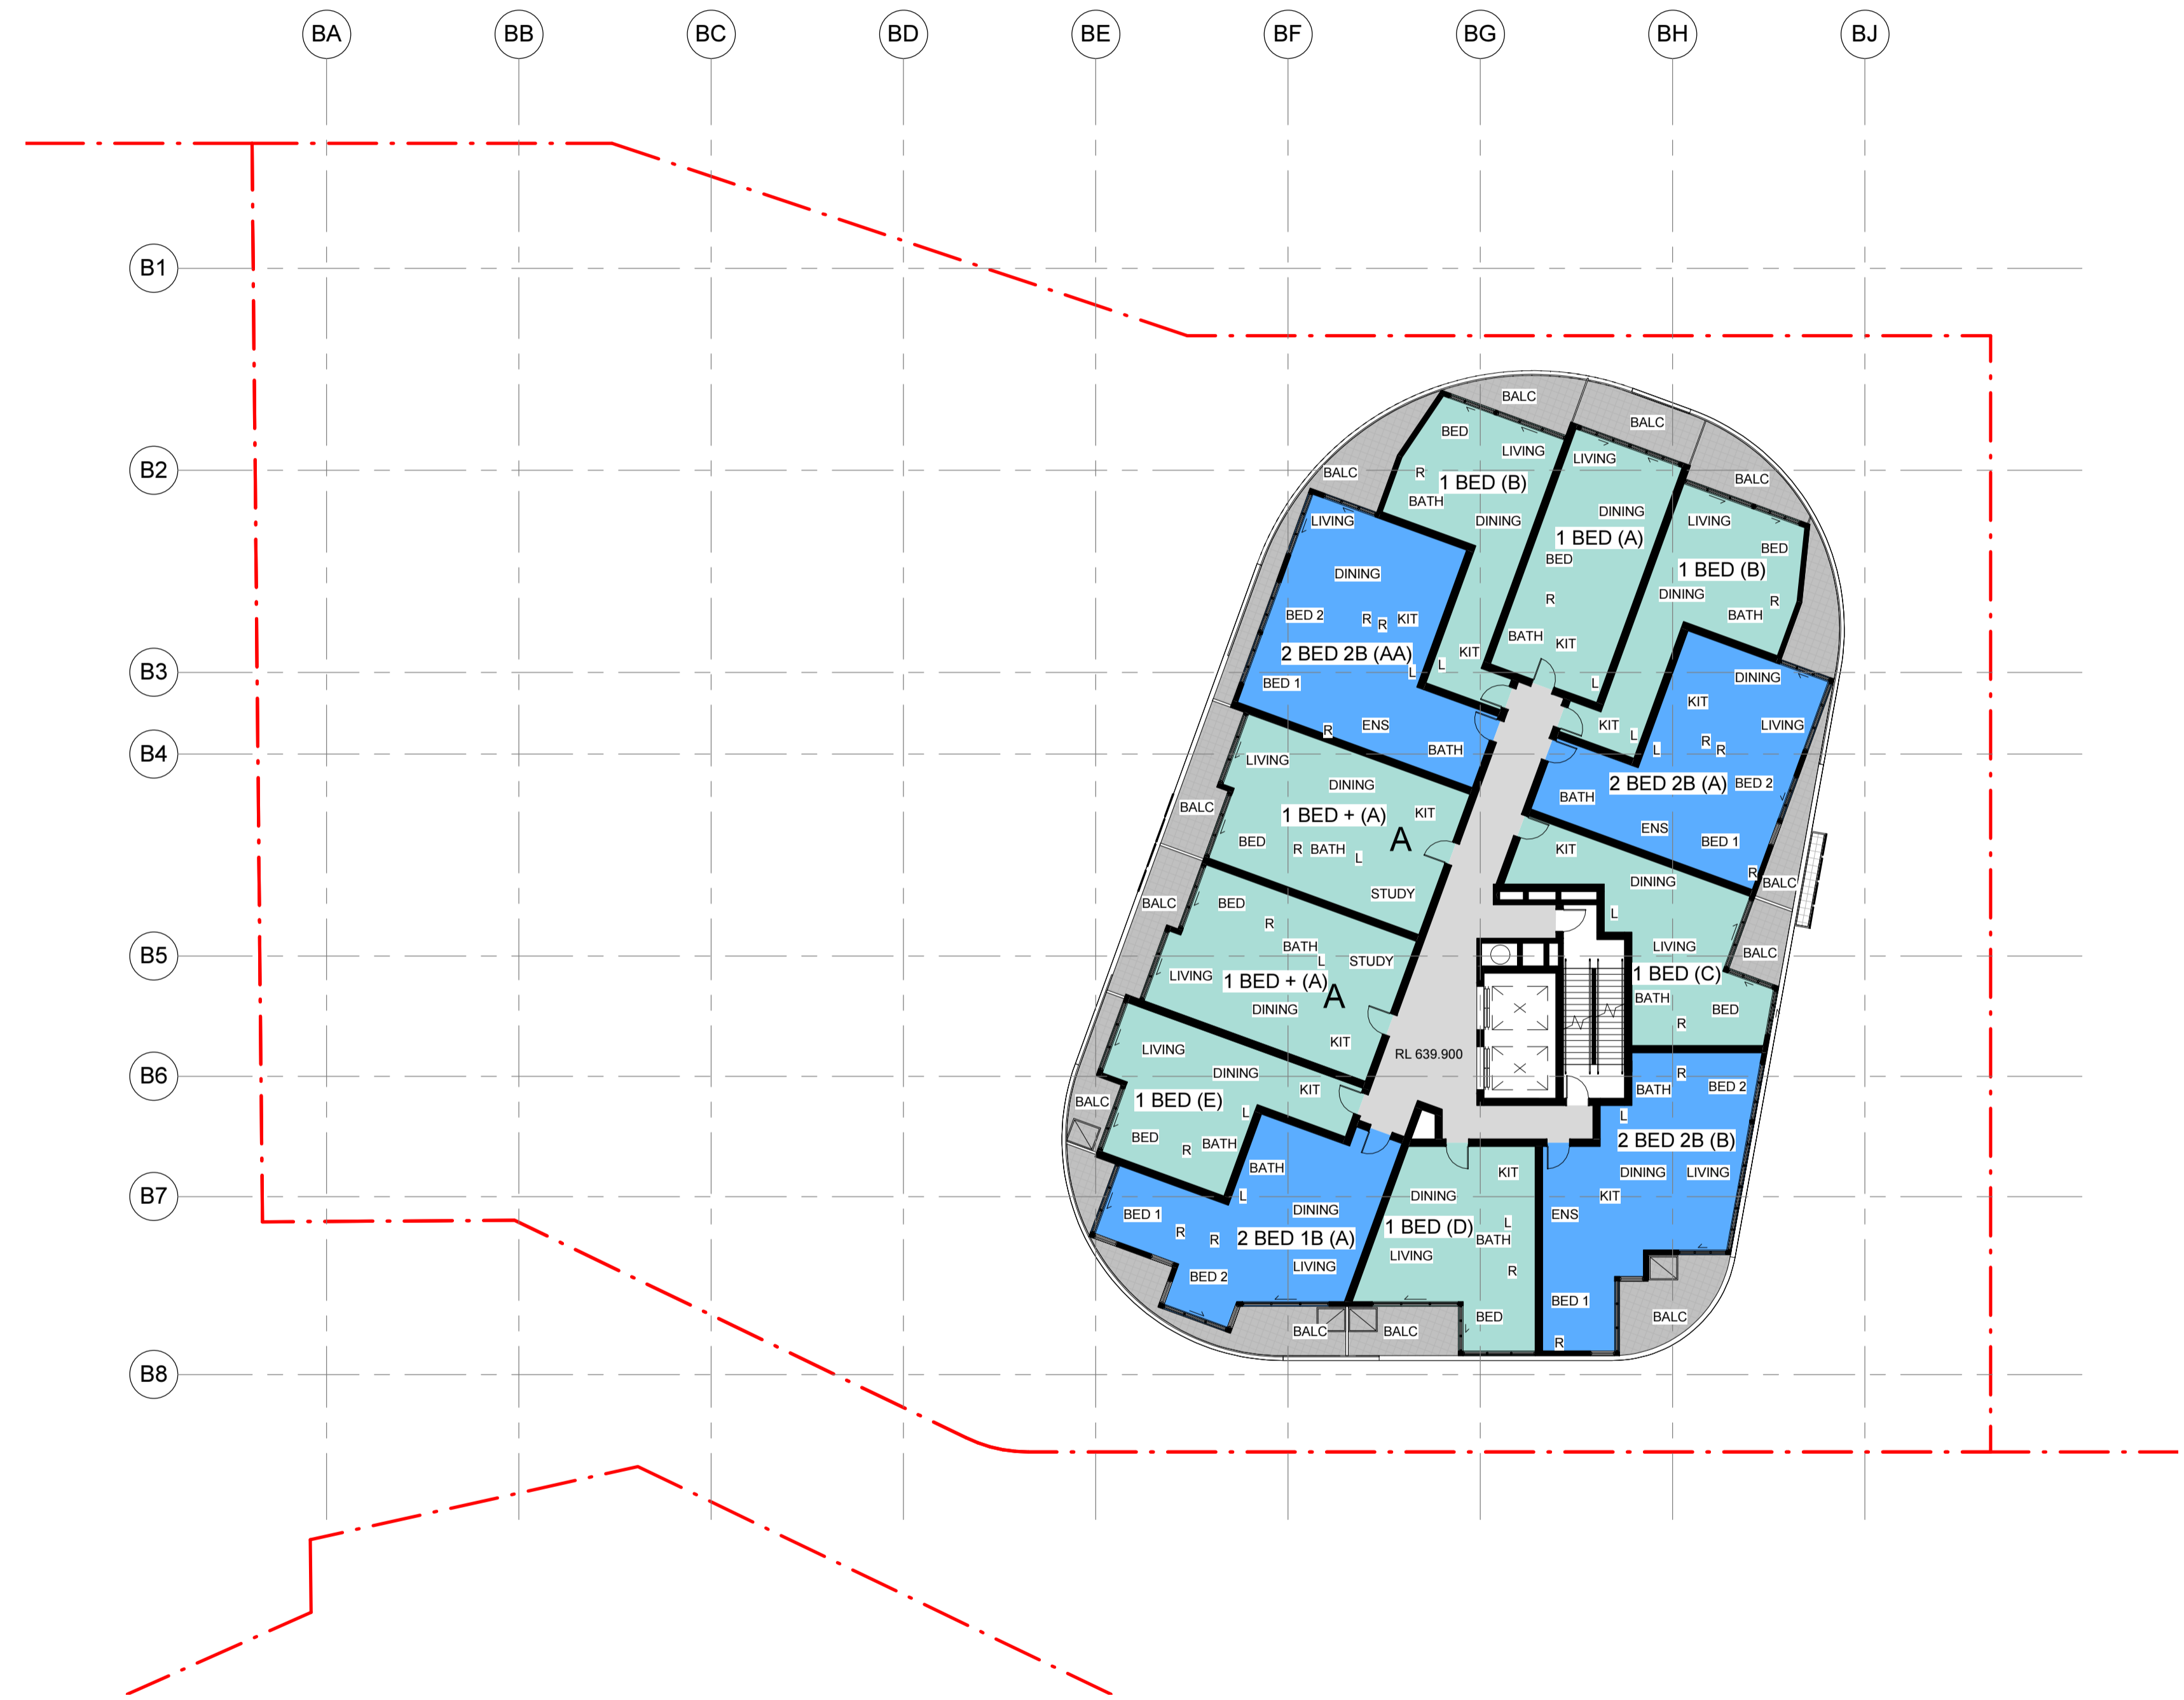 BA
BB
BC
BD
BE
BF
BG
BH
BJ
B1
B2
B3
B4
B5
B6
B7
B8
BALC
BED
LIVING
R
1 BED (B)
BATH
DINING
KIT
L
BALC
LIVING
DINING
1 BED (A)
BED
R
BATH
KIT
L
BALC
LIVING
BED
1 BED (B)
DINING
R
BATH
KIT
L
BALC
LIVING
DINING
BED 2
R
R
KIT
2 BED 2B (AA)
L
BED 1
ENS
R
BATH
DINING
KIT
LIVING
R
R
L
2 BED 2B (A)
BED 2
BATH
ENS
BED 1
R
BALC
LIVING
DINING
BALC
1 BED + (A)
KIT
A
BED
R
BATH
L
STUDY
KIT
DINING
L
LIVING
BALC
1 BED (C)
BATH
BED
R
BALC
BED
R
BATH
L
STUDY
LIVING
1 BED + (A)
A
DINING
KIT
RL 639.900
LIVING
DINING
KIT
BALC
1 BED (E)
L
BED
R
BATH
R
BATH
BED 2
L
2 BED 2B (B)
DINING
LIVING
KIT
ENS
BED 1
BALC
R
BATH
L
BED 1
DINING
R
R
2 BED 1B (A)
BED 2
LIVING
BALC
KIT
DINING
L
1 BED (D)
BATH
LIVING
R
BED
BALC